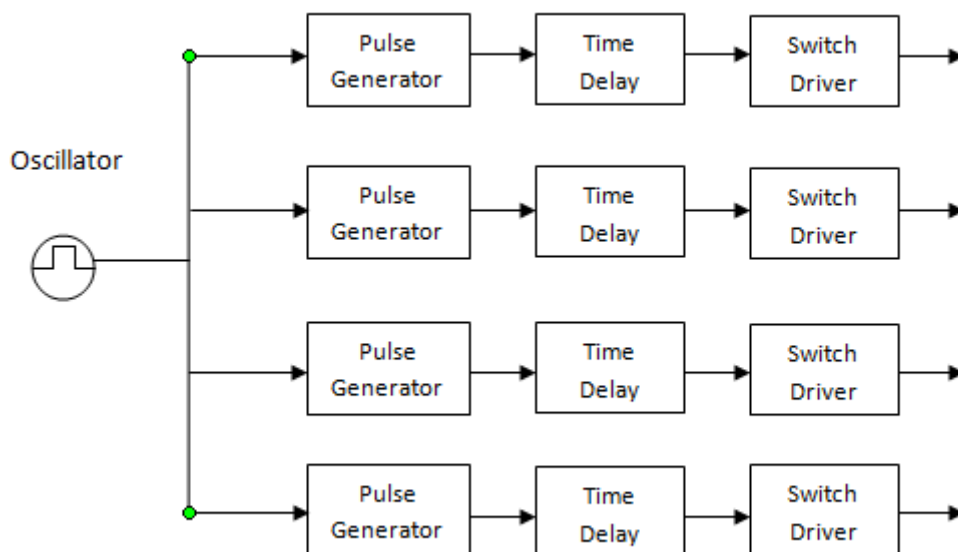 Pulse
Generator
Time
Delay
Switch
Driver
Oscillator
Pulse
Generator
Time
Delay
Switch
Driver
Pulse
Generator
Time
Delay
Switch
Driver
Pulse
Generator
Time
Delay
Switch
Driver